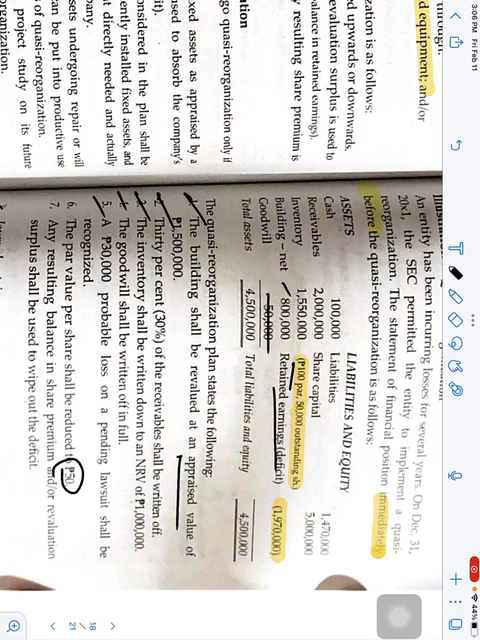 3:06 PM Fri Feb 11
44%
18
21
through.
d equipment; and/or
zation is as follows:
d upwards or downwards.
evaluation surplus is used to
alance in retained earnings).
y resulting share premium is
tation
go quasi-reorganization only if
xed assets as appraised by a
used to absorb the company's
it).
onsidered in the plan shall be
ently installed fixed assets, and
t directly needed and actually
pany.
sets undergoing repair or will
an be put into productive use
of quasi-reorganization.
project study on its future
organization.
An entity has been incurring losses for several years. On Dec. 31,
20x1, the SEC permitted the entity to implement a quasi-
reorganization. The statement of financial position immediately
before the quasi-reorganization is as follows:
ASSETS LIABILITIES AND EQUITY
Cash 100,000 Liabilities 1,470,000
Receivables 2,000,000 Share capital 5,000,000
Inventory 1,550,000 (P100 par, 50,000 outstanding sh.)
Building – net 800,000 Retained earnings (deficit) (1,970,000)
Goodwill 50,000
Total assets 4,500,000 Total liabilities and equity 4,500,000
The quasi-reorganization plan states the following:
1. The building shall be revalued at an appraised value of
P1,500,000.
2. Thirty per cent (30%) of the receivables shall be written off.
3. The inventory shall be written down to an NRV of P1,000,000.
4. The goodwill shall be written off in full.
5. A P20,000 probable loss on a pending lawsuit shall be
recognized.
6. The par value per share shall be reduced to P50.
7. Any resulting balance in share premium and/or revaluation
surplus shall be used to wipe out the deficit.